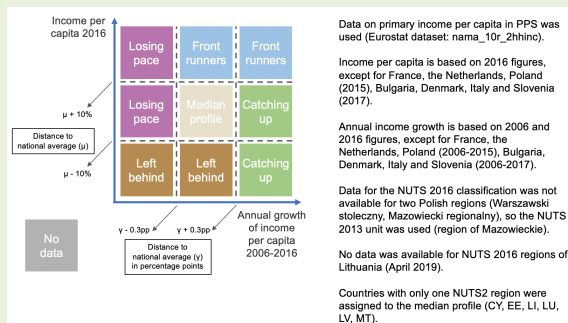 Income per
capita 2016
Losing
pace
Front
runners
Front
runners
Losing
pace
Median
profile
Catching
up
Left
behind
Left
behind
Catching
up
μ + 10%
Distance to
national average (μ)
μ - 10%
No
data
γ - 0.3pp
γ + 0.3pp
Distance to
national average (γ)
in percentage points
Annual growth
of income
per capita
2006-2016
Data on primary income per capita in PPS was
used (Eurostat dataset: nama_10r_2hhinc).
Income per capita is based on 2016 figures,
except for France, the Netherlands, Poland
(2015), Bulgaria, Denmark, Italy and Slovenia
(2017).
Annual income growth is based on 2006 and
2016 figures, except for France, the
Netherlands, Poland (2006-2015), Bulgaria,
Denmark, Italy and Slovenia (2006-2017).
Data for the NUTS 2016 classification was not
available for two Polish regions (Warszawski
stoleczny, Mazowiecki regionalny), so the NUTS
2013 unit was used (region of Mazowieckie).
No data was available for NUTS 2016 regions of
Lithuania (April 2019).
Countries with only one NUTS2 region were
assigned to the median profile (CY, EE, LI, LU,
LV, MT).